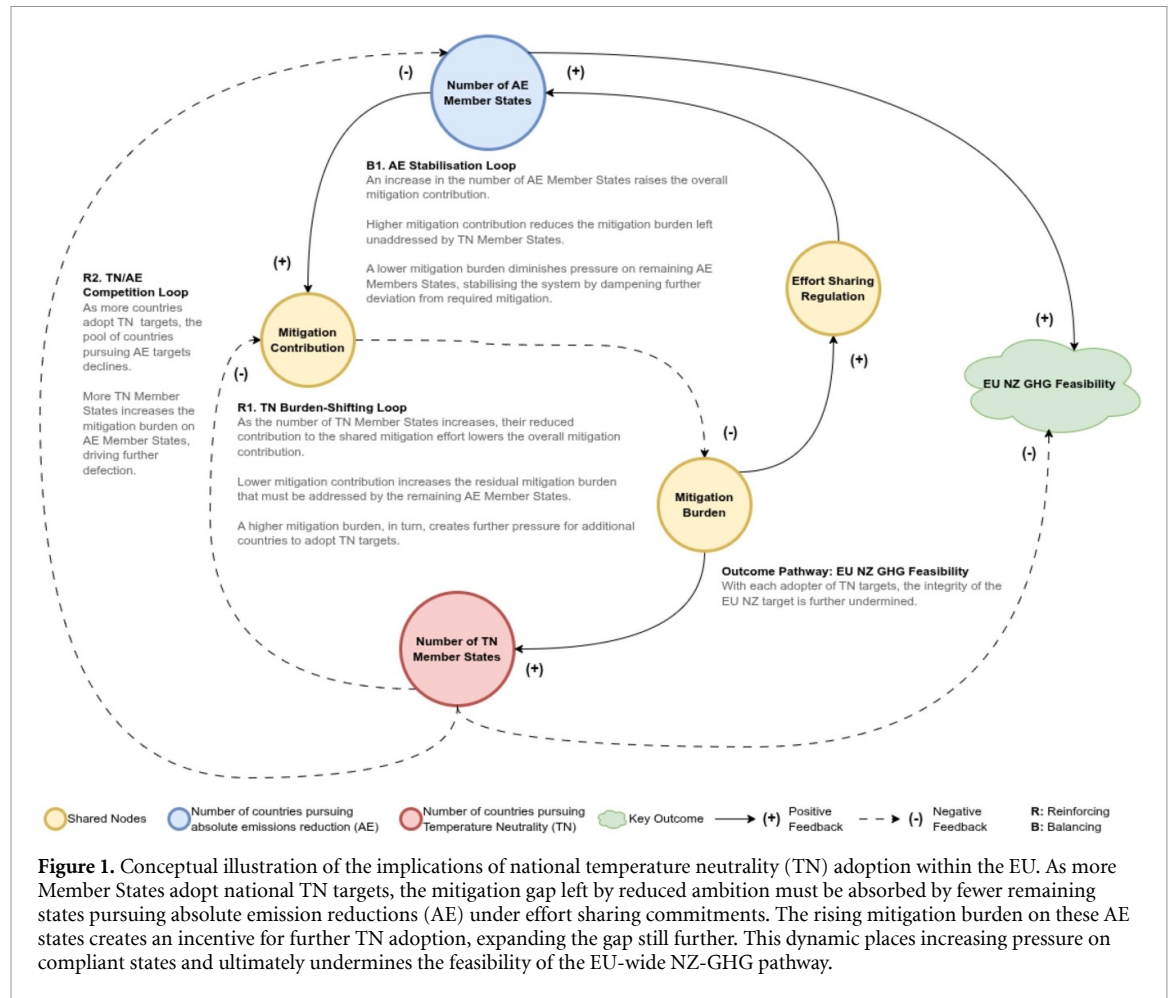 Number of AE
Member States
(-)
(+)
B1. AE Stabilisation Loop
An increase in the number of AE Member States raises the overall
mitigation contribution.
Higher mitigation contribution reduces the mitigation burden left
unaddressed by TN Member States.
A lower mitigation burden diminishes pressure on remaining AE
Members States, stabilising the system by dampening further
deviation from required mitigation.
(+)
R2. TN/AE
Competition Loop
As more countries
adopt TN targets, the
pool of countries
pursuing AE targets
declines.
More TN Member
States increases the
mitigation burden on
AE Member States,
driving further
defection.
Effort Sharing
Regulation
Mitigation
Contribution
(-)
(+)
(+)
EU NZ GHG Feasibility
(-)
R1. TN Burden-Shifting Loop
As the number of TN Member States increases, their reduced
contribution to the shared mitigation effort lowers the overall mitigation
contribution.
Lower mitigation contribution increases the residual mitigation burden
that must be addressed by the remaining AE Member States.
A higher mitigation burden, in turn, creates further pressure for additional
countries to adopt TN targets.
(-)
Mitigation
Burden
Outcome Pathway: EU NZ GHG Feasibility
With each adopter of TN targets, the integrity of the
EU NZ target is further undermined.
Number of TN
Member States
(+)
Shared Nodes
Number of countries pursuing
absolute emissions reduction (AE)
Number of countries pursuing
Temperature Neutrality (TN)
Key Outcome
(+)
Positive
Feedback
(-)
Negative
Feedback
R: Reinforcing
B: Balancing
Figure 1. Conceptual illustration of the implications of national temperature neutrality (TN) adoption within the EU. As more
Member States adopt national TN targets, the mitigation gap left by reduced ambition must be absorbed by fewer remaining
states pursuing absolute emission reductions (AE) under effort sharing commitments. The rising mitigation burden on these AE
states creates an incentive for further TN adoption, expanding the gap still further. This dynamic places increasing pressure on
compliant states and ultimately undermines the feasibility of the EU-wide NZ-GHG pathway.